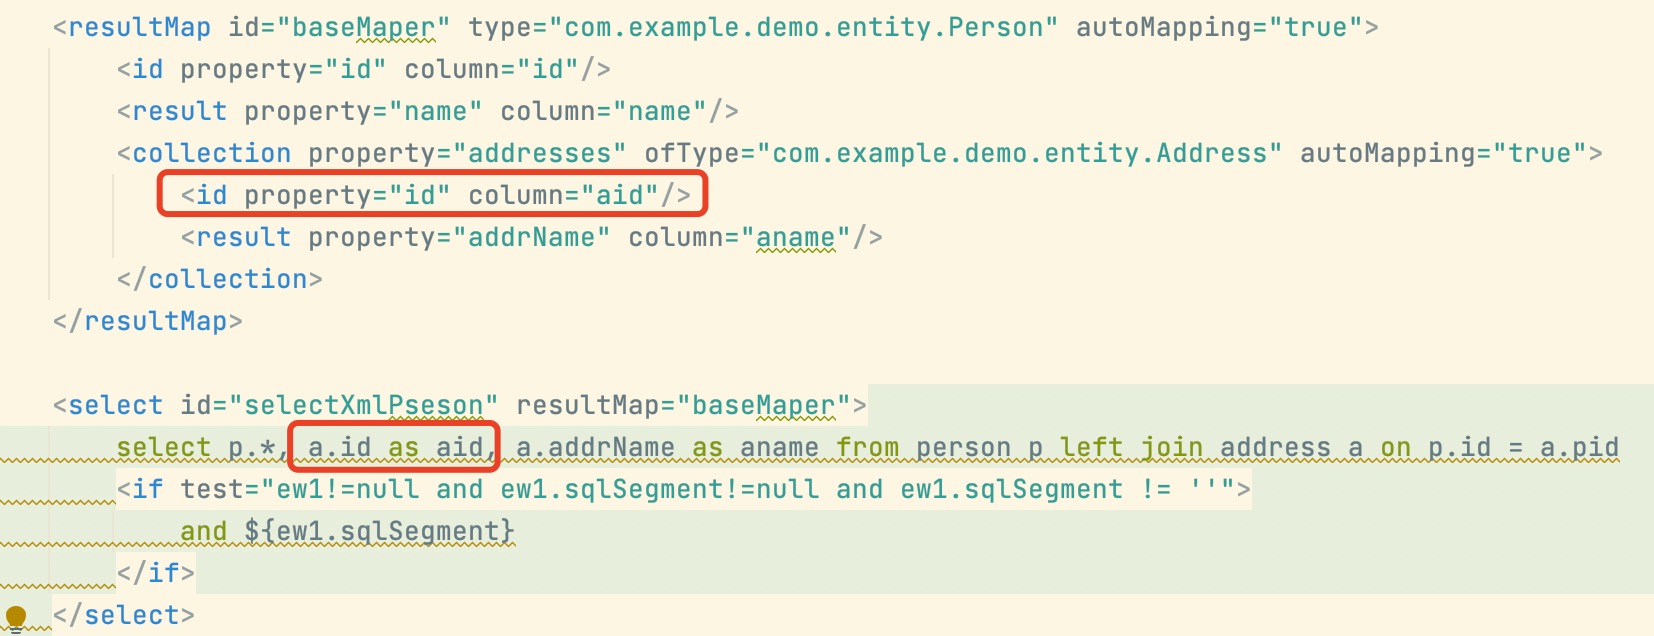 <resultMap id="baseMaper" type="com.example.demo.entity.Person" autoMapping="true">
<id property="id" column="id"/>
<result property="name" column="name"/>
<collection property="addresses" ofType="com.example.demo.entity.Address" autoMapping="true">
<id property="id" column="aid"/>
<result property="addrName" column="aname"/>
</collection>
</resultMap>
<select id="selectXmlPseson" resultMap="baseMaper">
select p.*, a.id as aid, a.addrName as aname from person p left join address a on p.id = a.pid
<if test="ew1!=null and ew1.sqlSegment!=null and ew1.sqlSegment != ''">
and ${ew1.sqlSegment}
</if>
</select>